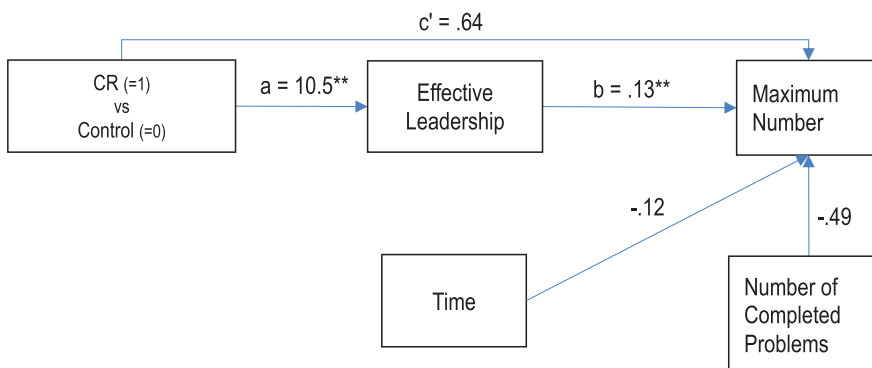 c' = .64
CR (=1)
vs
Control (=0)
a = 10.5**
Effective
Leadership
b = .13**
Maximum
Number
-.12
-.49
Time
Number of
Completed
Problems